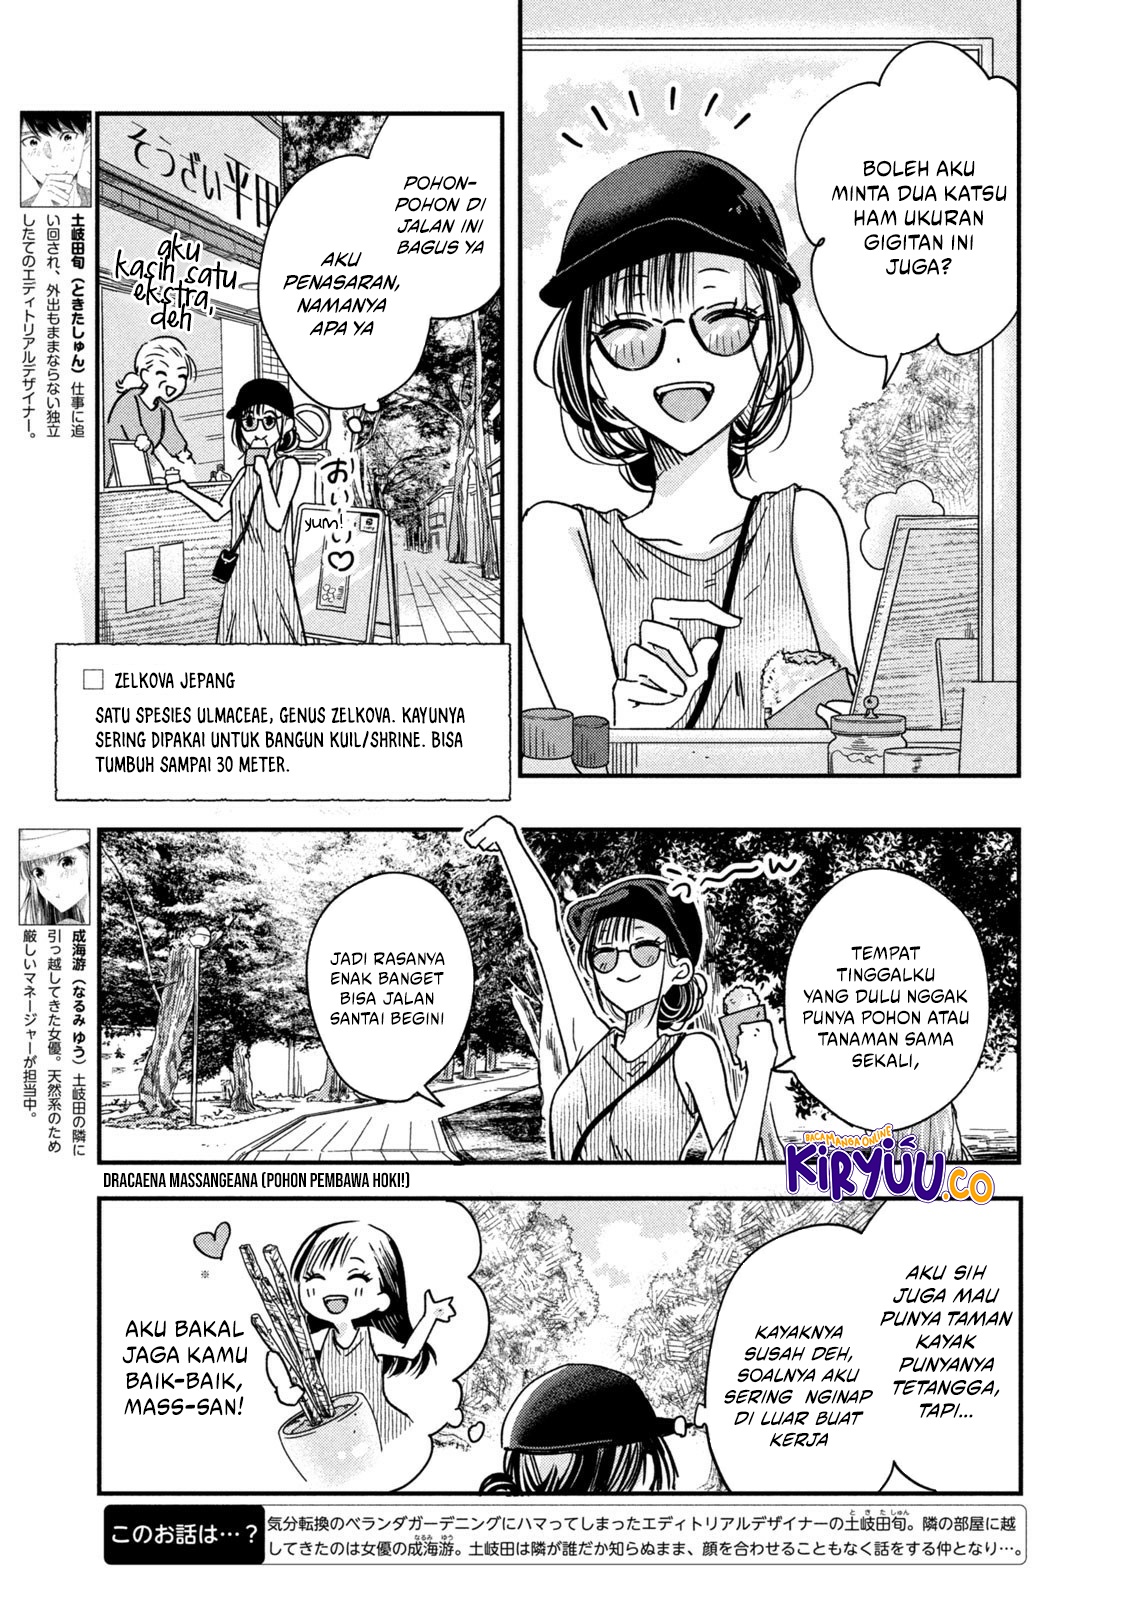 BOLEH AKU
MINTA DUA KATSU
HAM UKURAN
GIGITAN INI
JUGA?
そうざい平田
POHON-
POHON DI
JALAN INI
BAGUS YA
AKU
PENASARAN,
NAMANYA
APA YA
aku
kasih satu
ekstra,
deh
おいしい♡
yum!
土岐田旬（ときたしゅん）仕事に追
い回され、外出もままならない独立
したてのエディトリアルデザイナー。
□ ZELKOVA JEPANG
SATU SPESIES ULMACEAE, GENUS ZELKOVA. KAYUNYA
SERING DIPAKAI UNTUK BANGUN KUIL/SHRINE. BISA
TUMBUH SAMPAI 30 METER.
う~~ん
TEMPAT
TINGGALKU
YANG DULU NGGAK
PUNYA POHON ATAU
TANAMAN SAMA
SEKALI,
JADI RASANYA
ENAK BANGET
BISA JALAN
SANTAI BEGINI
成海游（なるみ ゆう）土岐田の隣に
引っ越してきた女優。天然系のため
厳しいマネージャーが担当中。
BACA MANGA ONLINE
KIRYUU.CO
DRACAENA MASSANGEANA (POHON PEMBAWA HOKI!)
AKU SIH
JUGA MAU
PUNYA TAMAN
KAYAK
PUNYANYA
TETANGGA,
TAPI...
KAYAKNYA
SUSAH DEH,
SOALNYA AKU
SERING NGINAP
DI LUAR BUAT
KERJA
※
AKU BAKAL
JAGA KAMU
BAIK-BAIK,
MASS-SAN!
このお話は…？
気分転換のベランダガーデニングにハマってしまったエディトリアルデザイナーの土岐田旬。隣の部屋に越
してきたのは女優の成海游。土岐田は隣が誰だか知らぬまま、顔を合わせることもなく話をする仲となり…。